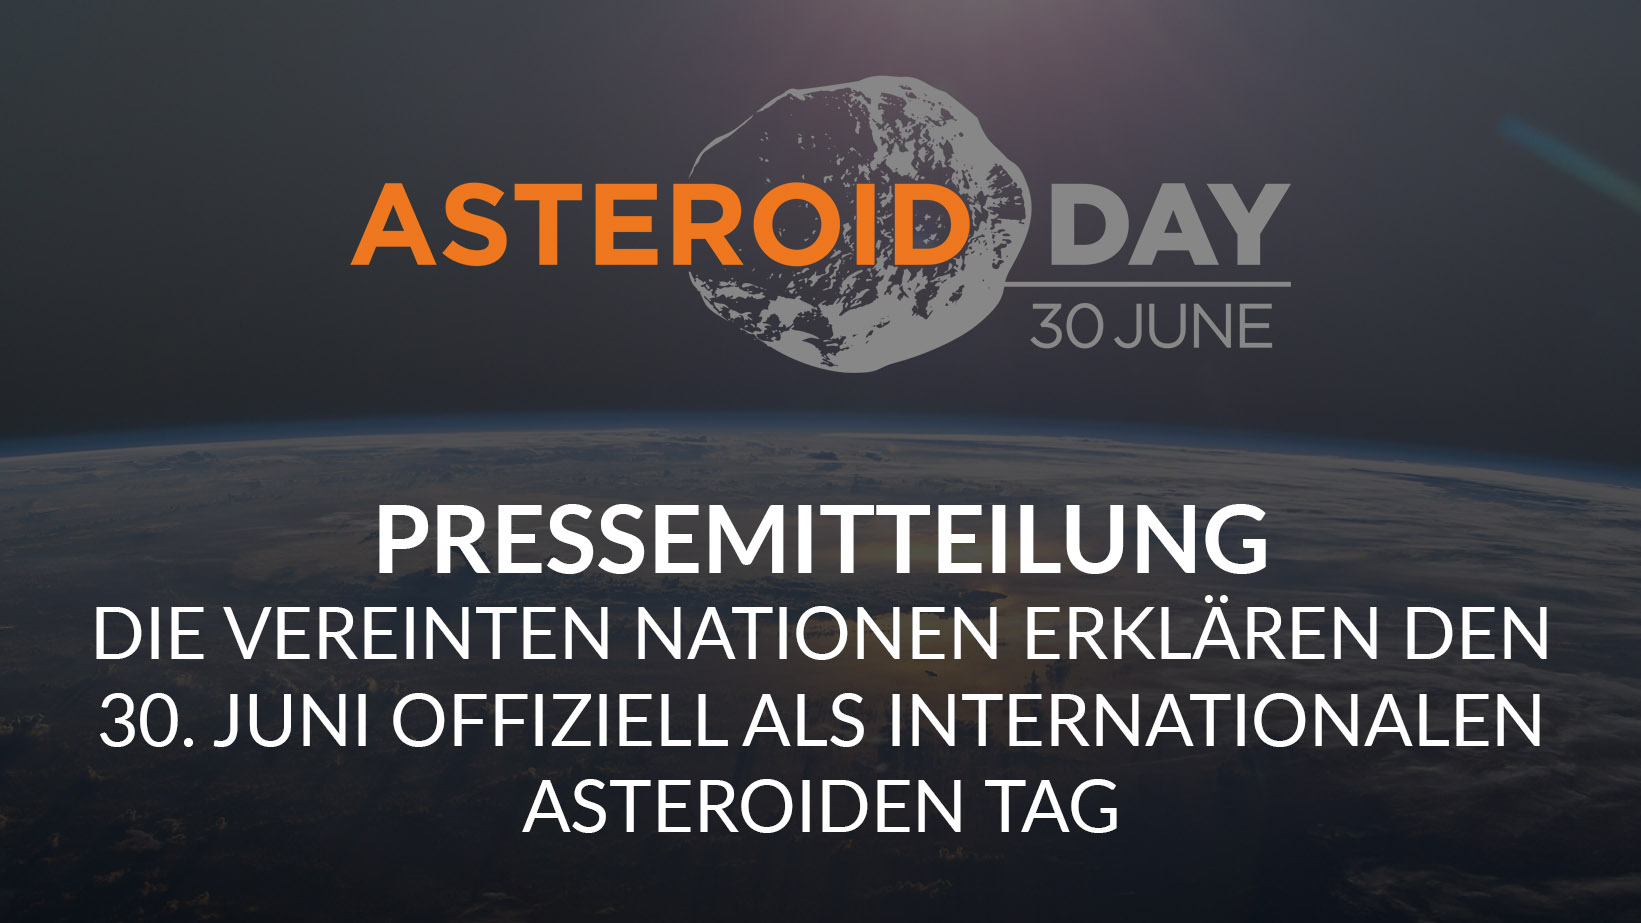 ASTEROID DAY
30 JUNE
PRESSEMITTEILUNG
DIE VEREINTEN NATIONEN ERKLÄREN DEN
30. JUNI OFFIZIELL ALS INTERNATIONALEN
ASTEROIDEN TAG